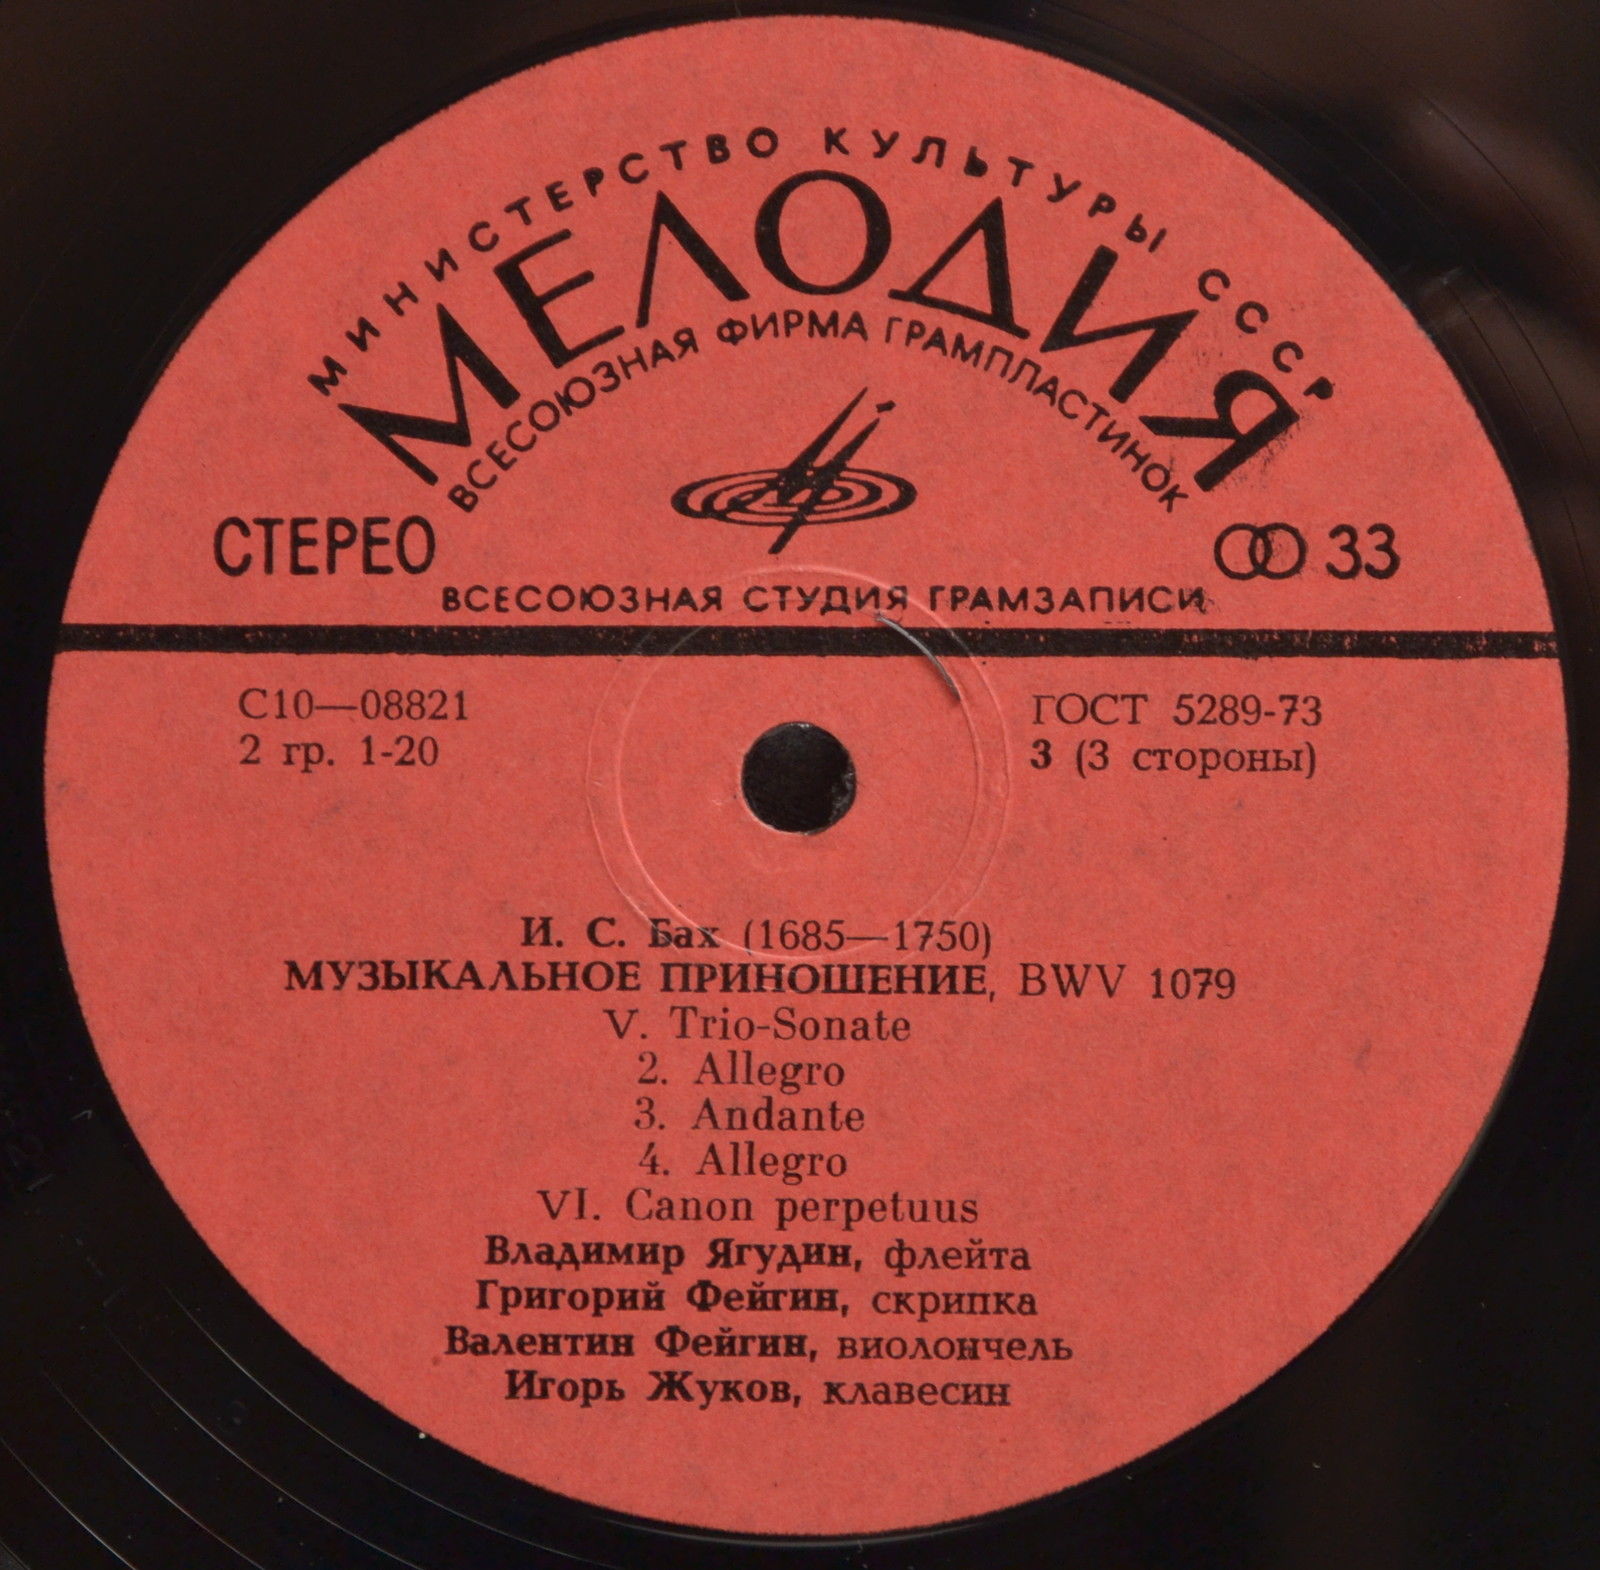 МИНИСТЕРСТВО КУЛЬТУРЫ СССР
МЕЛОДИЯ
ВСЕСОЮЗНАЯ ФИРМА ГРАМПЛАСТИНОК
СТЕРЕО
33
ВСЕСОЮЗНАЯ СТУДИЯ ГРАМЗАПИСИ
С10—08821
ГОСТ 5289-73
2 гр. 1-20
3 (3 стороны)
И. С. Бах (1685—1750)
МУЗЫКАЛЬНОЕ ПРИНОШЕНИЕ, BWV 1079
V. Trio-Sonate
2. Allegro
3. Andante
4. Allegro
VI. Canon perpetuus
Владимир Ягудин, флейта
Григорий Фейгин, скрипка
Валентин Фейгин, виолончель
Игорь Жуков, клавесин